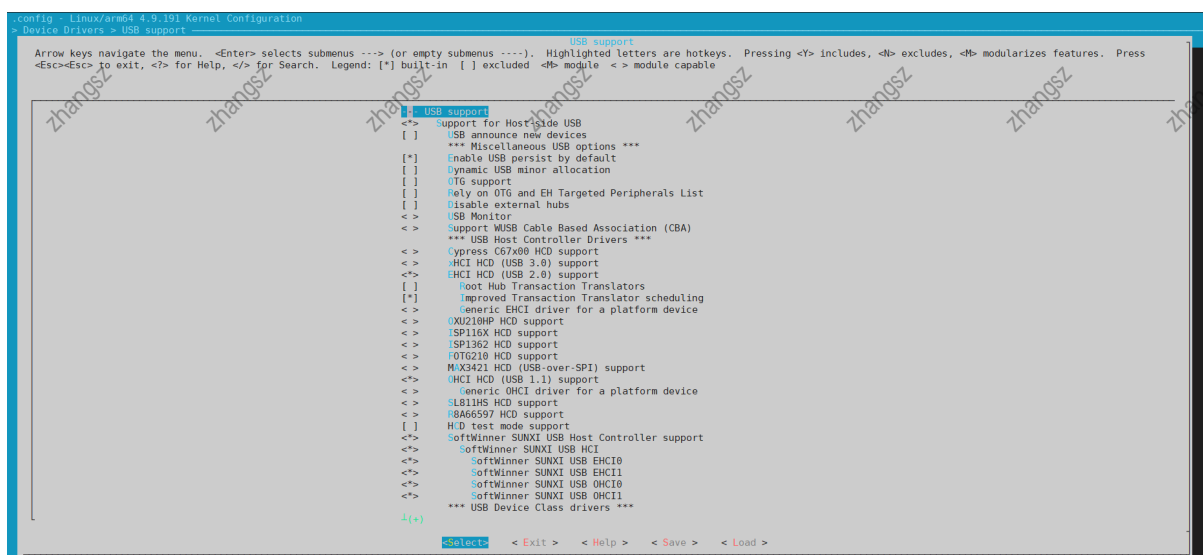 .config - Linux/arm64 4.9.191 Kernel Configuration
> Device Drivers > USB support
USB support
Arrow keys navigate the menu. <Enter> selects submenus ---> (or empty submenus ----). Highlighted letters are hotkeys. Pressing <Y> includes, <N> excludes, <M> modularizes features. Press
<Esc><Esc> to exit, <?> for Help, </> for Search. Legend: [*] built-in [ ] excluded <M> module < > module capable
zhangsz zhangsz zhangsz zhangsz zhangsz zhangsz zhangsz zh
--- USB support
<*> Support for Host-side USB
[ ] USB announce new devices
*** Miscellaneous USB options ***
[*] Enable USB persist by default
[ ] Dynamic USB minor allocation
[ ] OTG support
[ ] Rely on OTG and EH Targeted Peripherals List
[ ] Disable external hubs
< > USB Monitor
< > Support WUSB Cable Based Association (CBA)
*** USB Host Controller Drivers ***
< > Cypress C67x00 HCD support
< > xHCI HCD (USB 3.0) support
<*> EHCI HCD (USB 2.0) support
[ ] Root Hub Transaction Translators
[*] Improved Transaction Translator scheduling
< > Generic EHCI driver for a platform device
< > OXU210HP HCD support
< > ISP116X HCD support
< > ISP1362 HCD support
< > FOTG210 HCD support
< > MAX3421 HCD (USB-over-SPI) support
<*> OHCI HCD (USB 1.1) support
< > Generic OHCI driver for a platform device
< > SL811HS HCD support
< > R8A66597 HCD support
[ ] HCD test mode support
<*> SoftWinner SUNXI USB Host Controller support
<*> SoftWinner SUNXI USB HCI
<*> SoftWinner SUNXI USB EHCI0
<*> SoftWinner SUNXI USB EHCI1
<*> SoftWinner SUNXI USB OHCI0
<*> SoftWinner SUNXI USB OHCI1
*** USB Device Class drivers ***
┴(+)
<Select> < Exit > < Help > < Save > < Load >